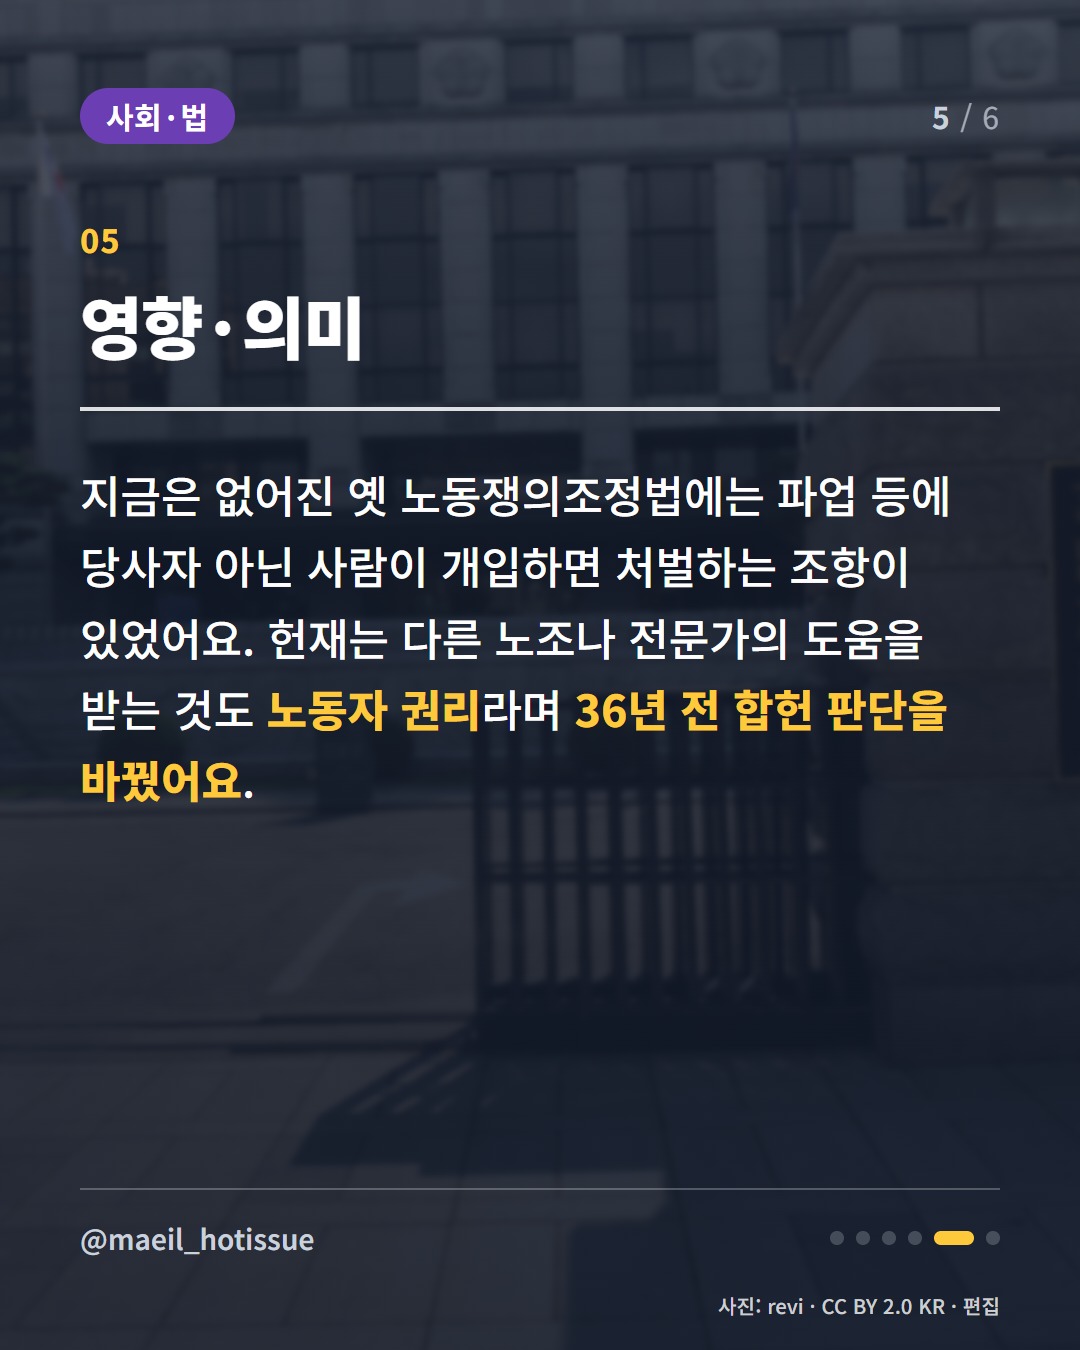 사회·법
5 / 6
05
영향·의미
지금은 없어진 옛 노동쟁의조정법에는 파업 등에
당사자 아닌 사람이 개입하면 처벌하는 조항이
있었어요. 헌재는 다른 노조나 전문가의 도움을
받는 것도 노동자 권리라며 36년 전 합헌 판단을
바꿨어요.
@maeil_hotissue
사진: revi · CC BY 2.0 KR · 편집